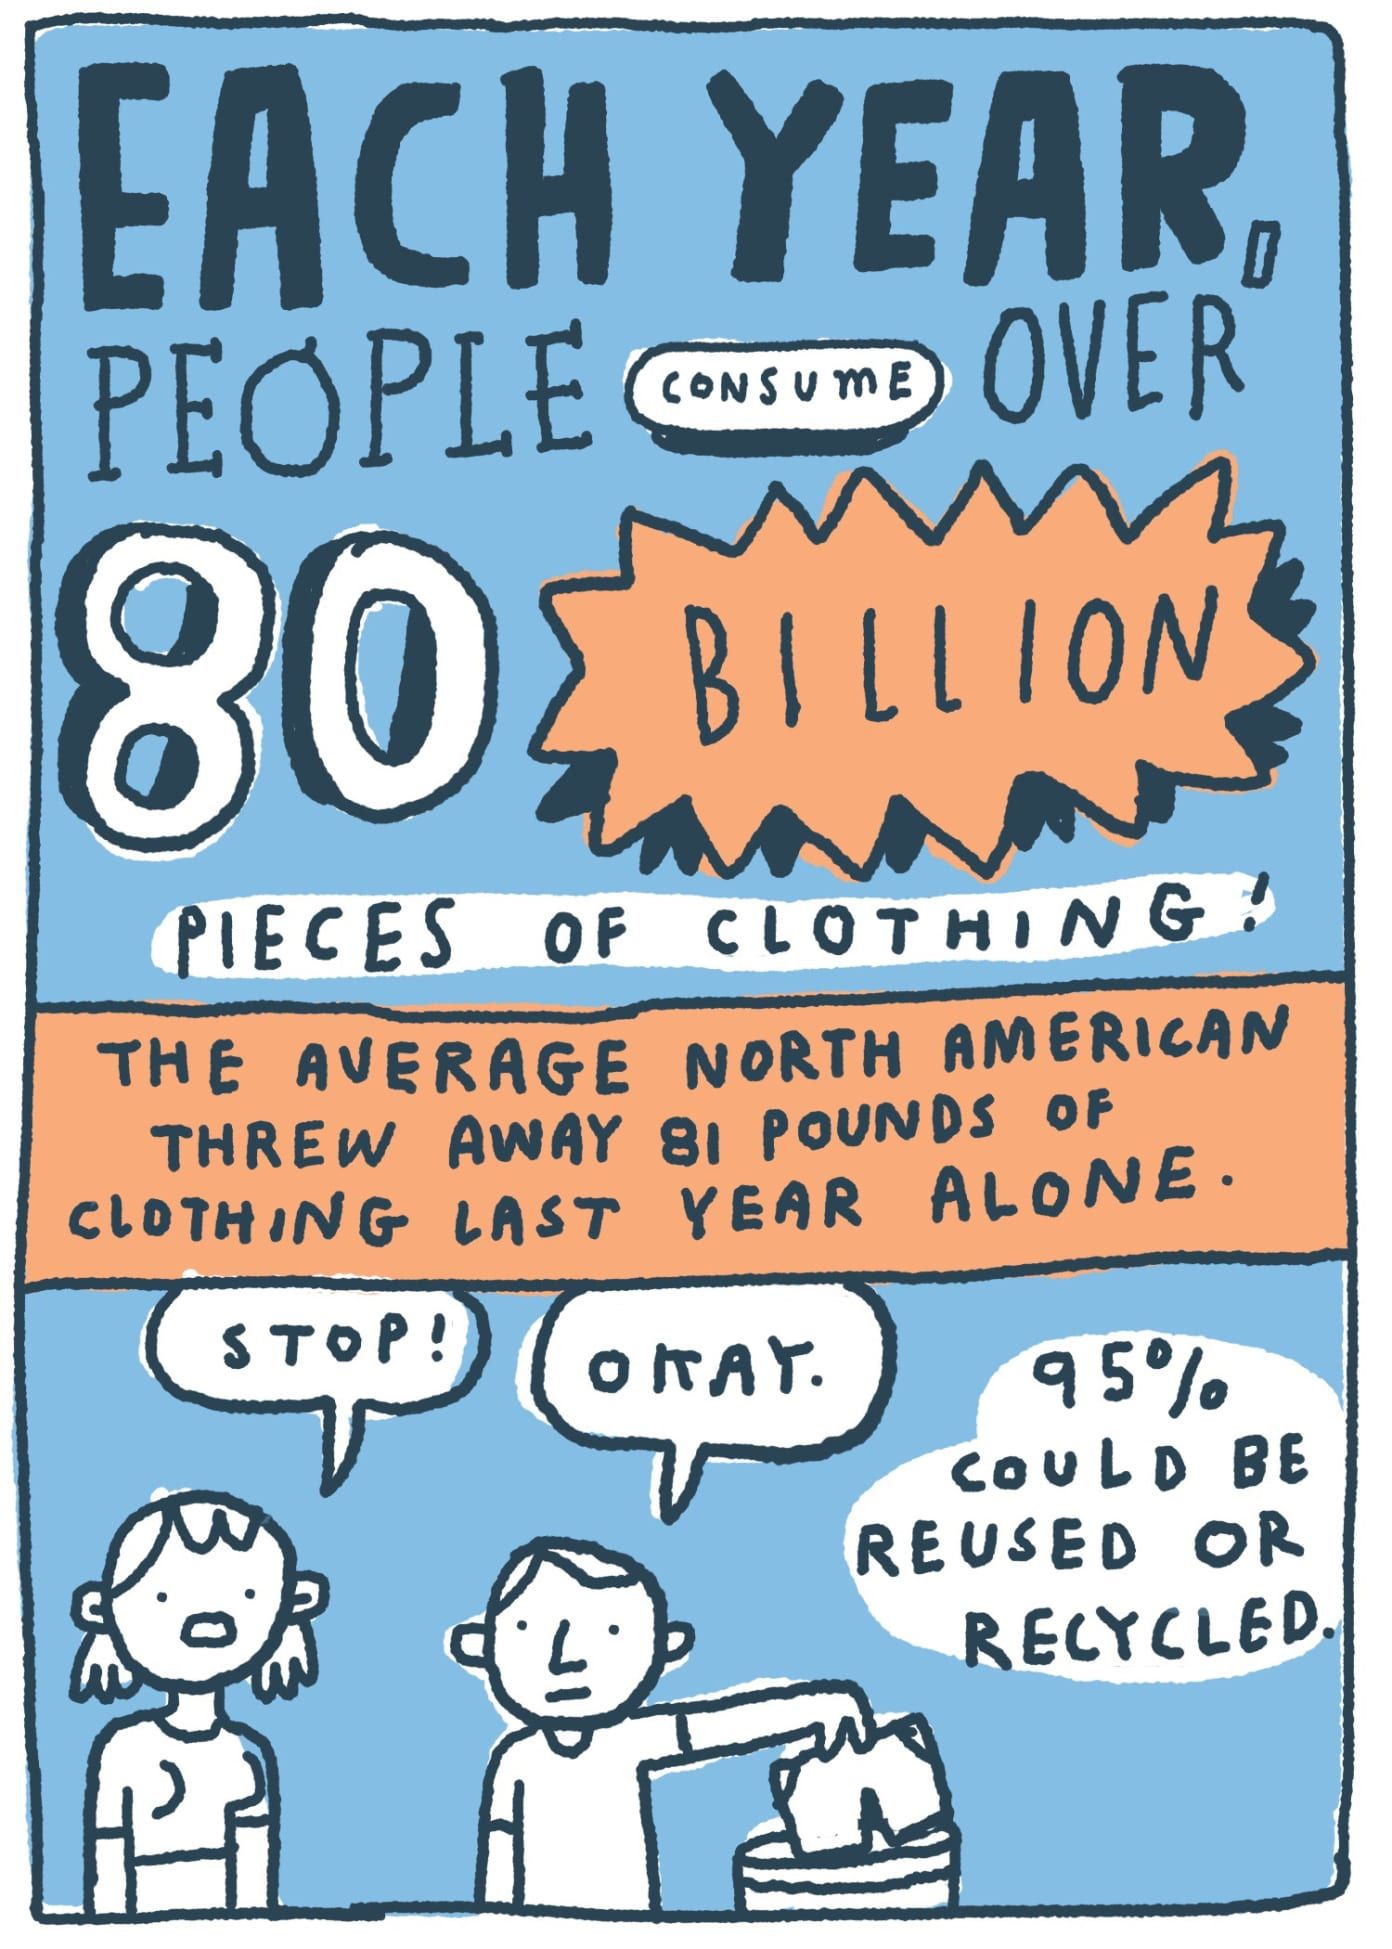 EACH YEAR,
PEOPLE CONSUME OVER
80 BILLION
PIECES OF CLOTHING!
THE AVERAGE NORTH AMERICAN
THREW AWAY 81 POUNDS OF
CLOTHING LAST YEAR ALONE.
STOP!
OKAY.
95%
COULD BE
REUSED OR
RECYCLED.